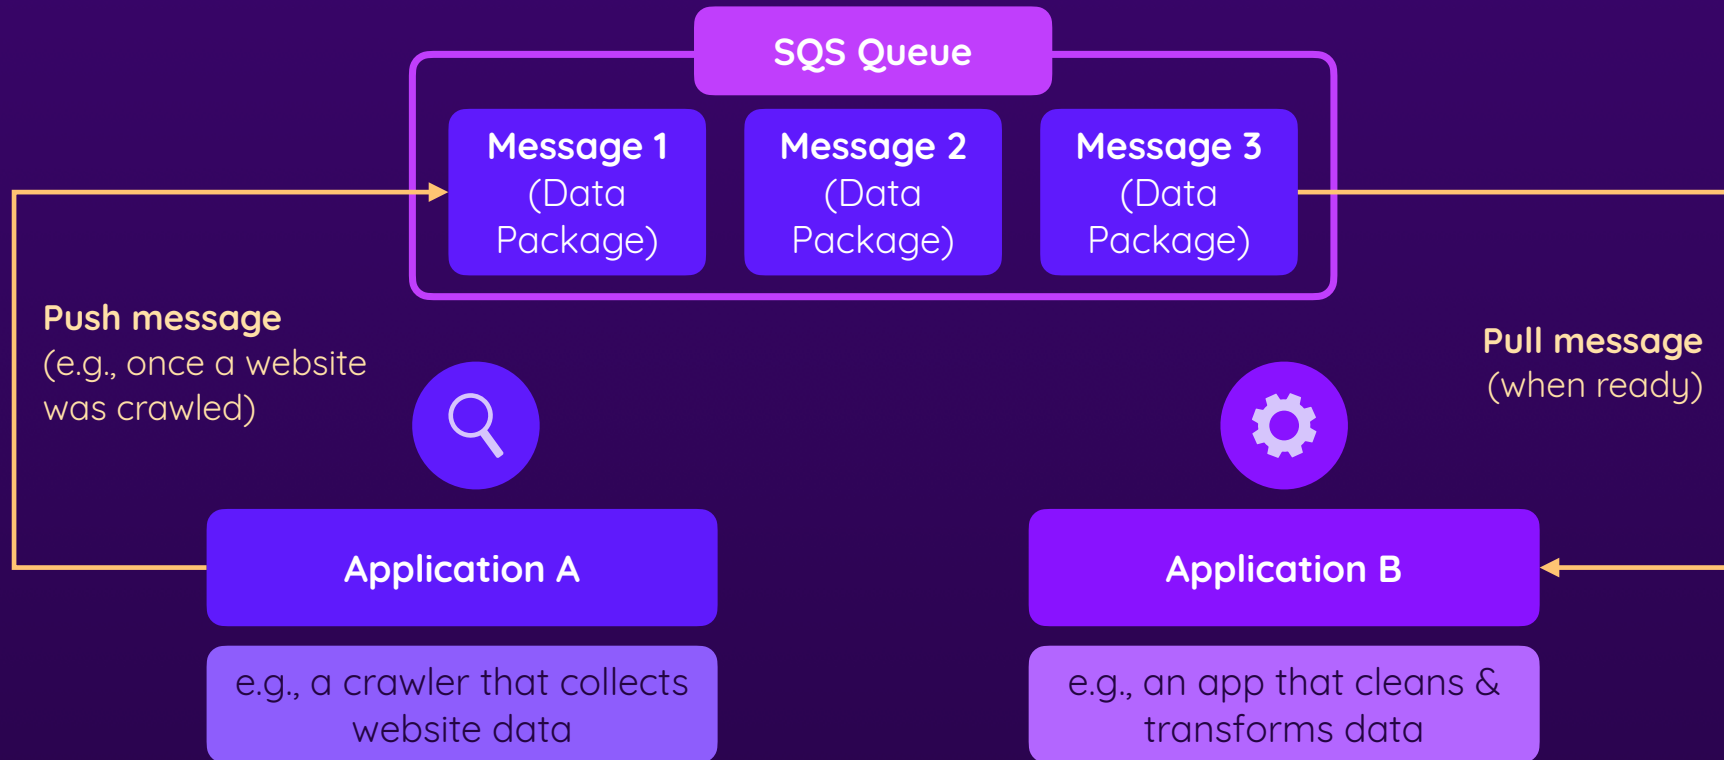 SQS Queue
Message 1
(Data
Package)
Message 2
(Data
Package)
Message 3
(Data
Package)
Push message
(e.g., once a website
was crawled)
Pull message
(when ready)
Application A
e.g., a crawler that collects
website data
Application B
e.g., an app that cleans &
transforms data